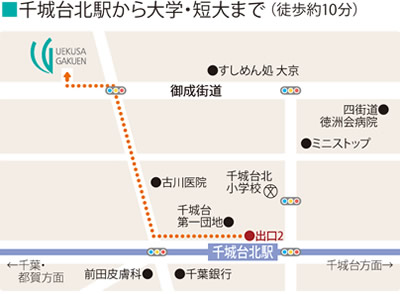 ■千城台北駅から大学・短大まで（徒歩約10分）
UEKUSA
GAKUEN
●すしめん処 大京
御成街道
四街道●
徳洲会病院
●ミニストップ
●古川医院
千城台北
小学校
文
千城台
第一団地●
●出口2
千城台北駅
←千葉・
都賀方面
千城台方面→
前田皮膚科●
●千葉銀行